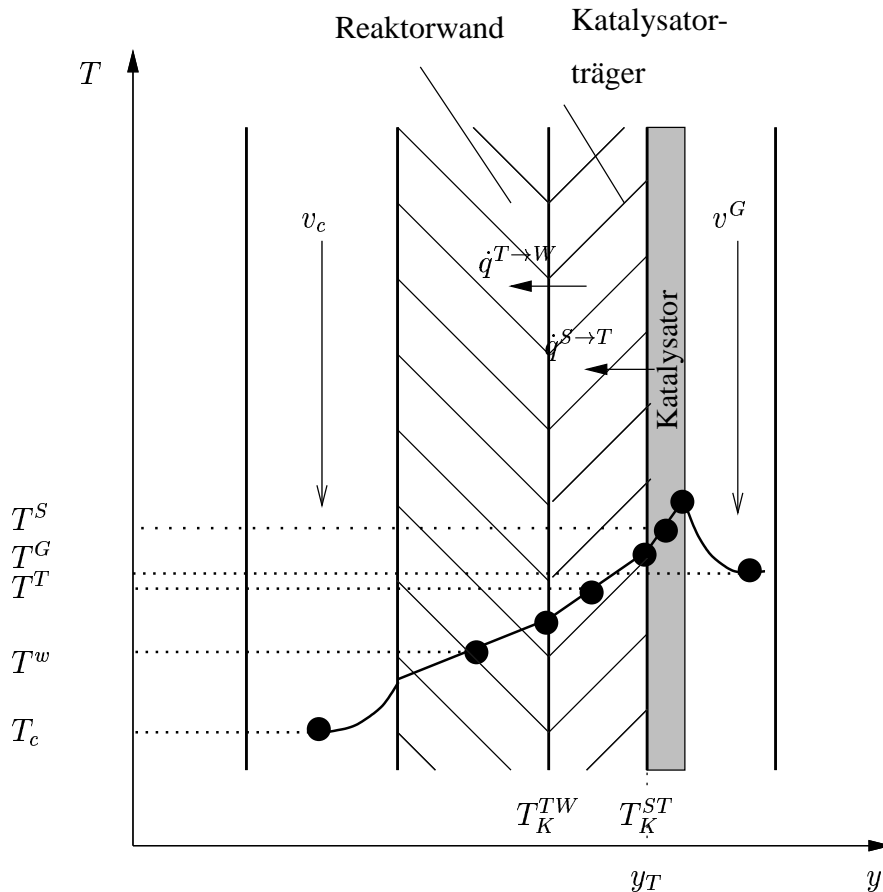 Reaktorwand
Katalysator-
träger
T
v_c
v^G
q̇^{T→W}
q̇^{S→T}
Katalysator
T^S
T^G
T^T
T^w
T_c
T_K^{TW}
T_K^{ST}
y_T
y